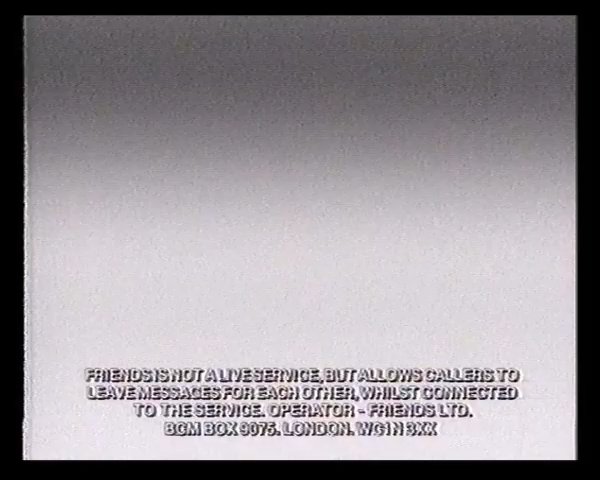 FRIENDS IS NOT A LIVE SERVICE, BUT ALLOWS CALLERS TO
LEAVE MESSAGES FOR EACH OTHER, WHILST CONNECTED
TO THE SERVICE. OPERATOR - FRIENDS LTD.
BCM BOX 9075. LONDON. WC1N 3XX